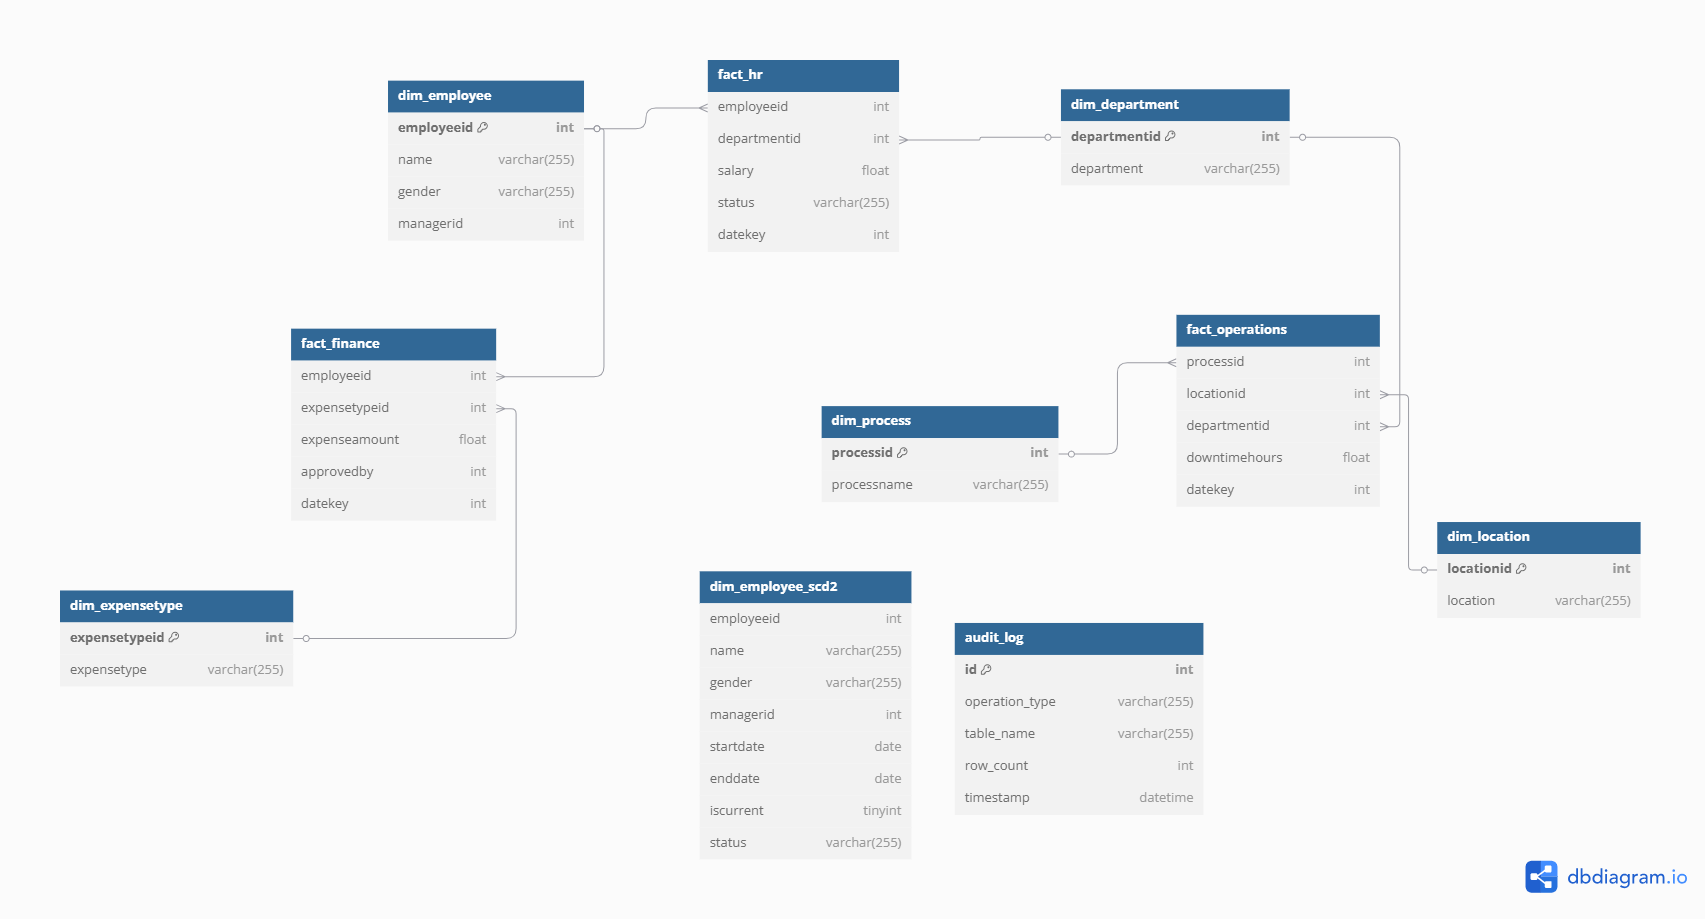 dim_employee
employeeid int
name varchar(255)
gender varchar(255)
managerid int
fact_hr
employeeid int
departmentid int
salary float
status varchar(255)
datekey int
dim_department
departmentid int
department varchar(255)
fact_finance
employeeid int
expensetypeid int
expenseamount float
approvedby int
datekey int
fact_operations
processid int
locationid int
departmentid int
downtimehours float
datekey int
dim_process
processid int
processname varchar(255)
dim_location
locationid int
location varchar(255)
dim_expensetype
expensetypeid int
expensetype varchar(255)
dim_employee_scd2
employeeid int
name varchar(255)
gender varchar(255)
managerid int
startdate date
enddate date
iscurrent tinyint
status varchar(255)
audit_log
id int
operation_type varchar(255)
table_name varchar(255)
row_count int
timestamp datetime
dbdiagram.io